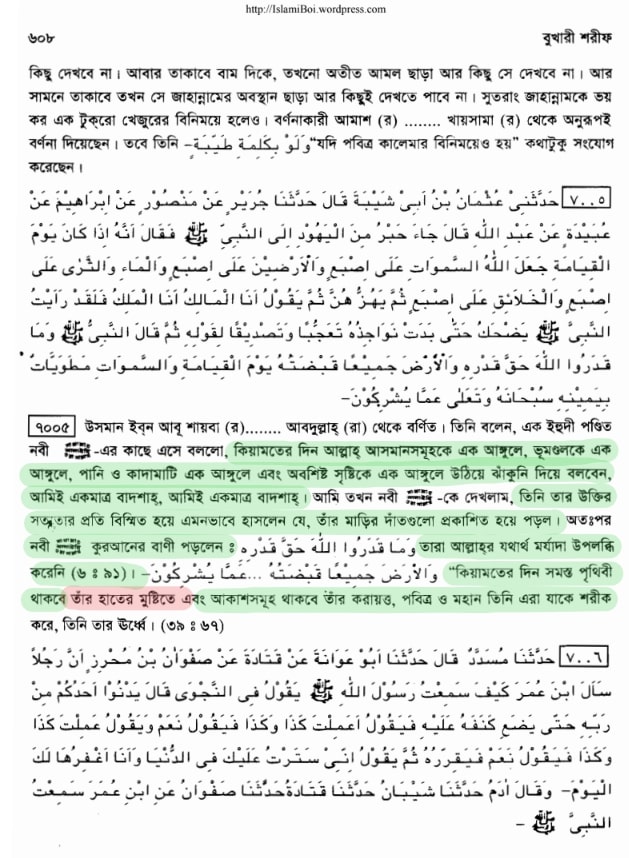 http://IslamiBoi.wordpress.com
৬০৮ বুখারী শরীফ
কিছু দেখবে না। আবার তাকাবে বাম দিকে, তখনো অতীত আমল ছাড়া আর কিছু সে দেখবে না। আর
সামনে তাকাবে তখন সে জাহান্নামের অবস্থান ছাড়া আর কিছুই দেখতে পাবে না। সুতরাং জাহান্নামকে ভয়
কর এক টুক্‌রো খেজুরের বিনিময়ে হলেও। বর্ণনাকারী আমাশ (র) ........ খায়সামা (র) থেকে অনুরূপই
বর্ণনা দিয়েছেন। তবে তিনি -وَلَوْ بِكَلِمَةٍ طَيِّبَةٍ “যদি পবিত্র কালেমার বিনিময়েও হয়” কথাটুকু সংযোগ
করেছেন।
[٧٠٠٥] حَدَّثَنِىْ عُثْمَانُ بْنُ اَبِىْ شَيْبَةَ قَالَ حَدَّثَنَا جَرِيْرٌ عَنْ مَنْصُوْرٍ عَنْ اِبْرَاهِيْمَ عَنْ
عُبَيْدَةَ عَنْ عَبْدِ اللّٰهِ قَالَ جَاءَ حَبْرٌ مِنَ الْيَهُوْدِ اِلَى النَّبِىِّ ﷺ فَقَالَ اَنَّهُ اِذَا كَانَ يَوْمَ
الْقِيَامَةِ جَعَلَ اللّٰهُ السَّمٰوَاتِ عَلٰى اِصْبَعٍ وَالْاَرْضِيْنَ عَلٰى اِصْبَعٍ وَالْمَاءَ وَالثَّرٰى عَلٰى
اِصْبَعٍ وَالْخَلَائِقَ عَلٰى اِصْبَعٍ ثُمَّ يَهُزُّ هُنَّ ثُمَّ يَقُوْلُ اَنَا الْمَالِكُ اَنَا الْمَلِكُ فَلَقَدْ رَاَيْتُ
النَّبِىَّ ﷺ يَضْحَكُ حَتّٰى بَدَتْ نَوَاجِذُهُ تَعَجُّبًا وَتَصْدِيْقًا لِقَوْلِهِ ثُمَّ قَالَ النَّبِىُّ ﷺ وَمَا
قَدَرُوا اللّٰهَ حَقَّ قَدْرِهِ وَالْاَرْضُ جَمِيْعًا قَبْضَتُهُ يَوْمَ الْقِيَامَةِ وَالسَّمٰوَاتُ مَطْوِيَّاتٌ
بِيَمِيْنِهِ سُبْحَانَهُ وَتَعَلٰى عَمَّا يُشْرِكُوْنَ-
[৭০০৫] উসমান ইব্‌ন আবূ শায়বা (র)........ আবদুল্লাহ্ (রা) থেকে বর্ণিত। তিনি বলেন, এক ইহুদী পণ্ডিত
নবী ﷺ -এর কাছে এসে বললো, কিয়ামতের দিন আল্লাহ্ আসমানসমূহকে এক আঙ্গুলে, ভূমণ্ডলকে এক
আঙ্গুলে, পানি ও কাদামাটি এক আঙ্গুলে এবং অবশিষ্ট সৃষ্টিকে এক আঙ্গুলে উঠিয়ে ঝাঁকুনি দিয়ে বলবেন,
আমিই একমাত্র বাদশাহ্, আমিই একমাত্র বাদশাহ্। আমি তখন নবী ﷺ -কে দেখলাম, তিনি তার উক্তির
সত্যতার প্রতি বিস্মিত হয়ে এমনভাবে হাসলেন যে, তাঁর মাড়ির দাঁতগুলো প্রকাশিত হয়ে পড়ল। অতঃপর
নবী ﷺ কুরআনের বাণী পড়লেন : وَمَا قَدَرُوا اللّٰهَ حَقَّ قَدْرِهِ তারা আল্লাহ্‌র যথার্থ মর্যাদা উপলব্ধি
করেনি (৬ : ৯১)। وَالْاَرْضُ جَمِيْعًا قَبْضَتُهُ ...عَمَّا يُشْرِكُوْنَ- “কিয়ামতের দিন সমস্ত পৃথিবী
থাকবে তাঁর হাতের মুষ্টিতে এবং আকাশসমূহ থাকবে তাঁর করায়ত্ত, পবিত্র ও মহান তিনি এরা যাকে শরীক
করে, তিনি তার ঊর্ধ্বে। (৩৯ : ৬৭)
[٧٠٠٦] حَدَّثَنَا مُسَدَّدٌ قَالَ حَدَّثَنَا اَبُوْ عَوَانَةَ عَنْ قَتَادَةَ عَنْ صَفْوَانُ بْنُ مُحْرِزٍ اَنَّ رَجُلًا
سَاَلَ ابْنَ عُمَرَ كَيْفَ سَمِعْتَ رَسُوْلَ اللّٰهِ ﷺ يَقُوْلُ فِى النَّجْوٰى قَالَ يَدْنُوْا اَحَدُكُمْ مِنْ
رَبِّهِ حَتّٰى يَضَعَ كَنَفَهُ عَلَيْهِ فَيَقُوْلُ اَعَمِلْتَ كَذَا وَكَذَا فَيَقُوْلُ نَعَمْ وَيَقُوْلُ عَمِلْتَ كَذَا
وَكَذَا فَيَقُوْلُ نَعَمْ فَيُقَرِّرُهُ ثُمَّ يَقُوْلُ اِنِّىْ سَتَرْتُ عَلَيْكَ فِى الدُّنْيَا وَاَنَا اَغْفِرُهَا لَكَ
الْيَوْمَ- وَقَالَ اٰدَمُ حَدَّثَنَا شَيْبَانُ حَدَّثَنَا قَتَادَةُ حَدَّثَنَا صَفْوَانُ عَنِ ابْنِ عُمَرَ سَمِعْتُ
النَّبِىَّ ﷺ -